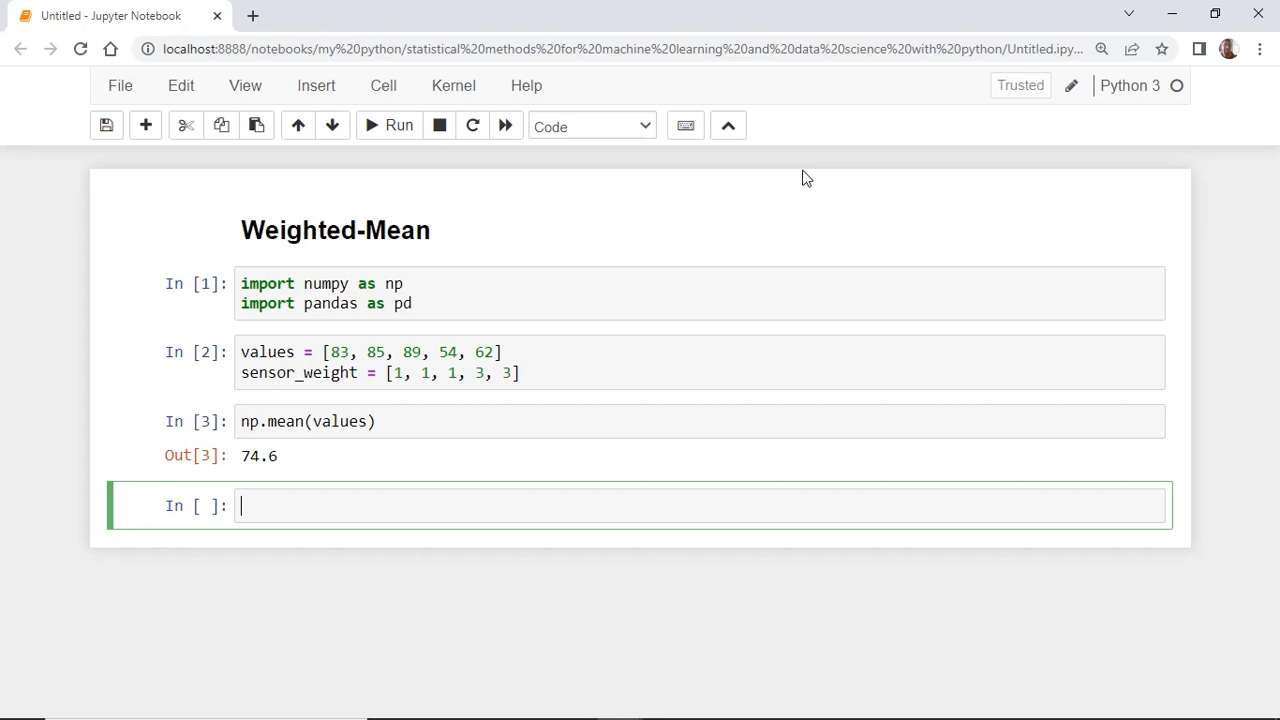 Untitled - Jupyter Notebook
localhost:8888/notebooks/my%20python/statistical%20methods%20for%20machine%20learning%20and%20data%20science%20with%20python/Untitled.ipy...
File Edit View Insert Cell Kernel Help Trusted Python 3
Run Code
Weighted-Mean
In [1]: import numpy as np
import pandas as pd
In [2]: values = [83, 85, 89, 54, 62]
sensor_weight = [1, 1, 1, 3, 3]
In [3]: np.mean(values)
Out[3]: 74.6
In [ ]: